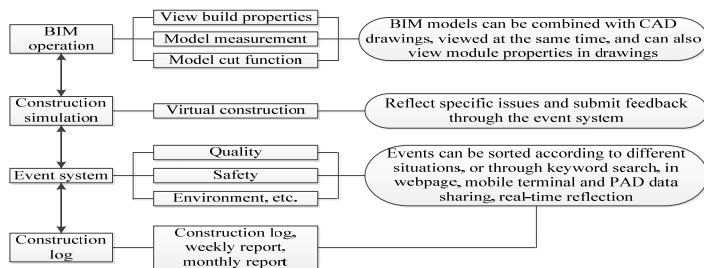 BIM
operation
View build properties
Model measurement
Model cut function
BIM models can be combined with CAD
drawings, viewed at the same time, and can also
view module properties in drawings
Construction
simulation
Virtual construction
Reflect specific issues and submit feedback
through the event system
Event system
Quality
Safety
Environment, etc.
Events can be sorted according to different
situations, or through keyword search, in
webpage, mobile terminal and PAD data
sharing, real-time reflection
Construction
log
Construction log,
weekly report,
monthly report